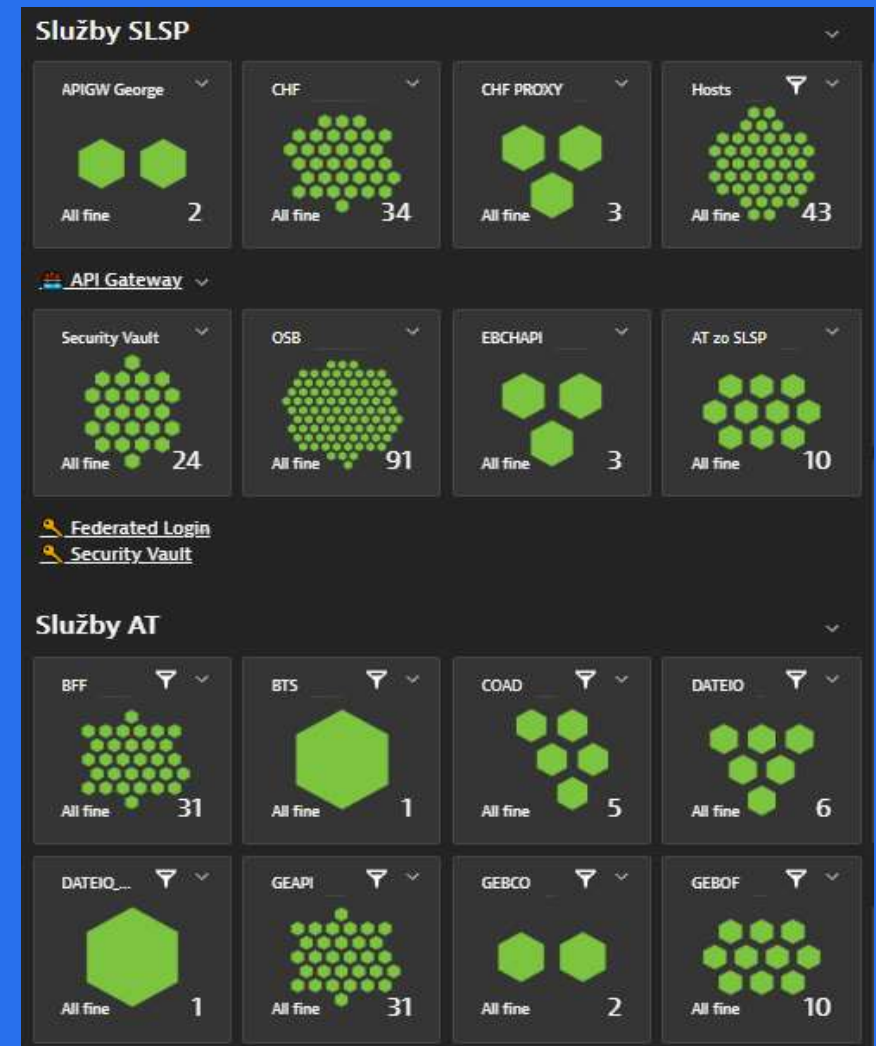 Služby SLSP
APIGW George
CHF
CHF PROXY
Hosts
All fine 2
All fine 34
All fine 3
All fine 43
API Gateway
Security Vault
OSB
EBCHAPI
AT zo SLSP
All fine 24
All fine 91
All fine 3
All fine 10
Federated Login
Security Vault
Služby AT
BFF
BTS
COAD
DATEIO
All fine 31
All fine 1
All fine 5
All fine 6
DATEIO_...
GEAPI
GEBCO
GEBOF
All fine 1
All fine 31
All fine 2
All fine 10